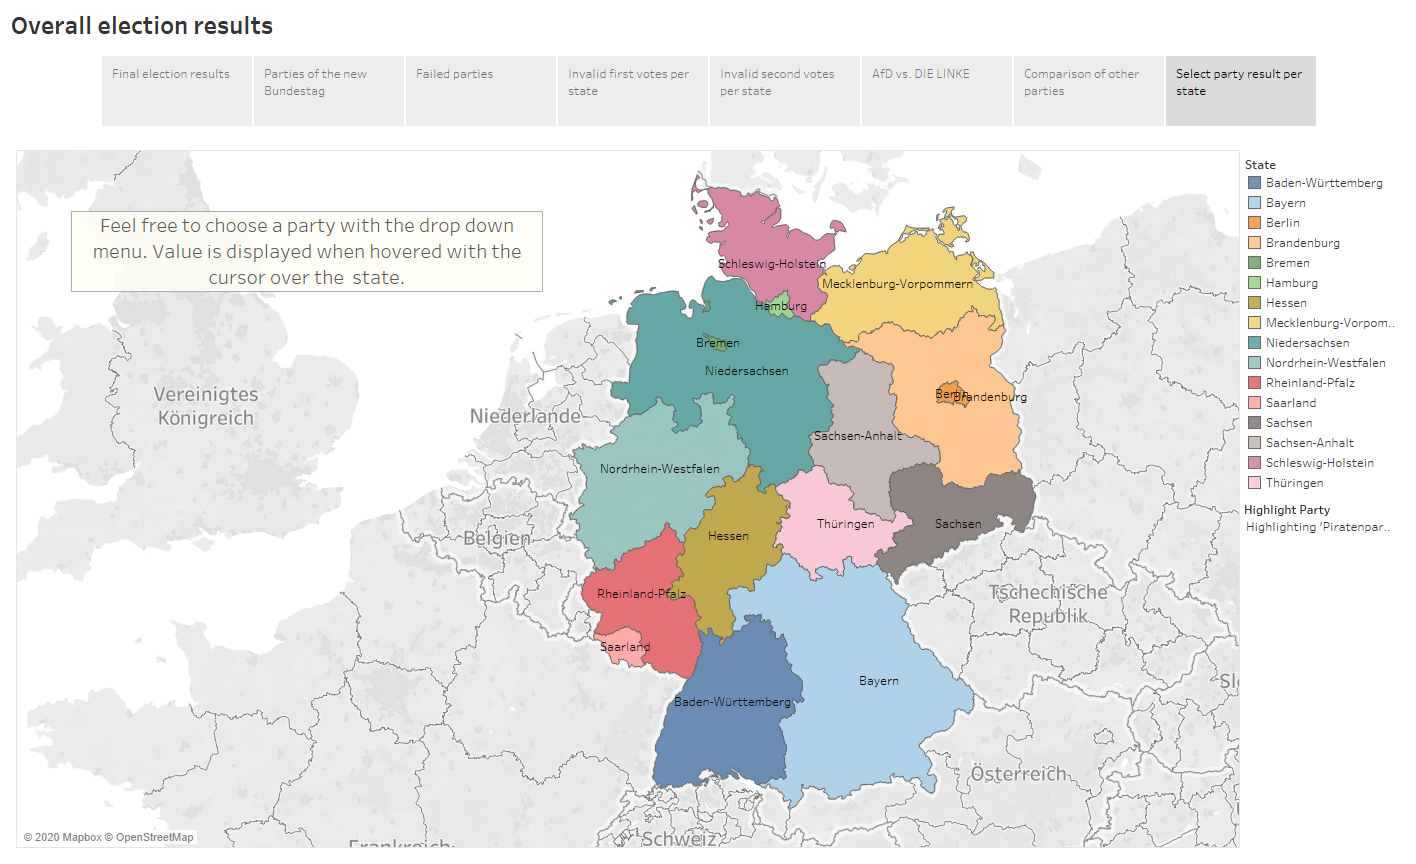 Overall election results
Final election results
Parties of the new
Bundestag
Failed parties
Invalid first votes per
state
Invalid second votes
per state
AfD vs. DIE LINKE
Comparison of other
parties
Select party result per
state
Feel free to choose a party with the drop down
menu. Value is displayed when hovered with the
cursor over the state.
Schleswig-Holstein
Mecklenburg-Vorpommern
Hamburg
Bremen
Niedersachsen
Berlin
Brandenburg
Vereinigtes
Königreich
Niederlande
Sachsen-Anhalt
Nordrhein-Westfalen
Thüringen
Sachsen
Hessen
Belgien
Rheinland-Pfalz
Tschechische
Republik
Saarland
Bayern
Baden-Württemberg
Österreich
Schweiz
Frankreich
© 2020 Mapbox © OpenStreetMap
State
Baden-Württemberg
Bayern
Berlin
Brandenburg
Bremen
Hamburg
Hessen
Mecklenburg-Vorpom..
Niedersachsen
Nordrhein-Westfalen
Rheinland-Pfalz
Saarland
Sachsen
Sachsen-Anhalt
Schleswig-Holstein
Thüringen
Highlight Party
Highlighting 'Piratenpar..